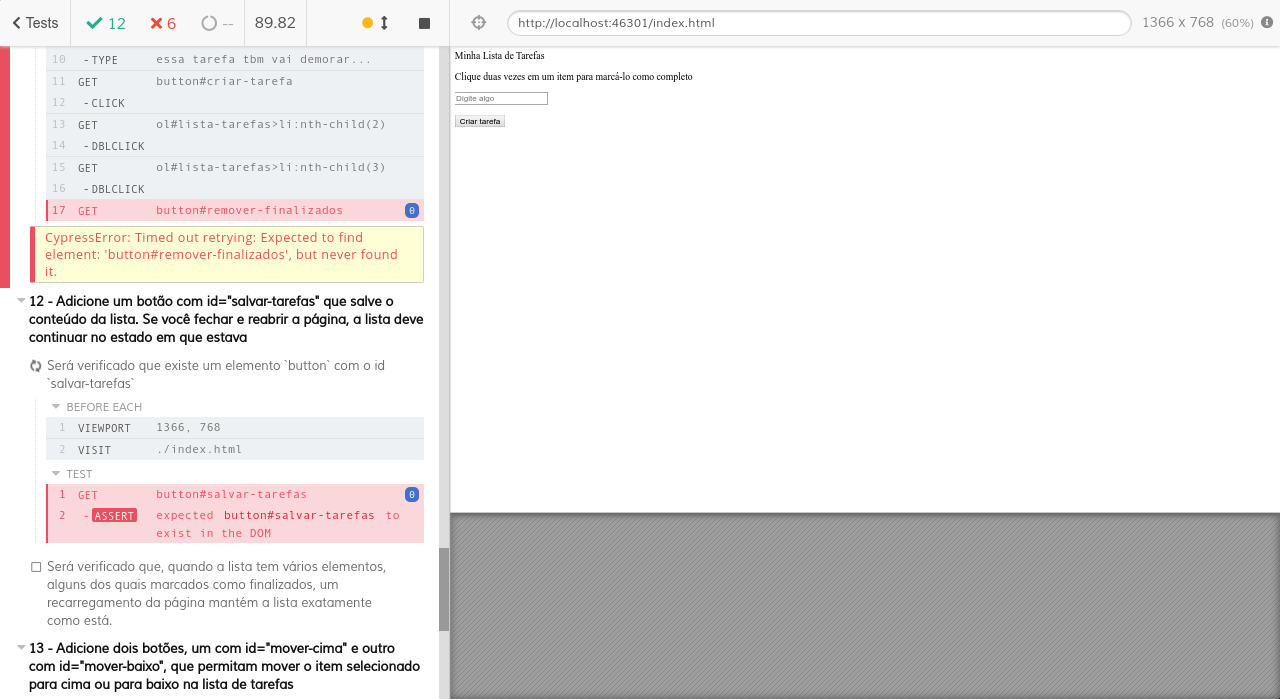 Tests
12
6
--
89.82
http://localhost:46301/index.html
1366 x 768 (60%)
10 - TYPE essa tarefa tbm vai demorar...
11 GET button#criar-tarefa
12 - CLICK
13 GET ol#lista-tarefas>li:nth-child(2)
14 - DBLCLICK
15 GET ol#lista-tarefas>li:nth-child(3)
16 - DBLCLICK
17 GET button#remover-finalizados 0
CypressError: Timed out retrying: Expected to find
element: 'button#remover-finalizados', but never found
it.
12 - Adicione um botão com id="salvar-tarefas" que salve o
conteúdo da lista. Se você fechar e reabrir a página, a lista deve
continuar no estado em que estava
Será verificado que existe um elemento `button` com o id
`salvar-tarefas`
BEFORE EACH
1 VIEWPORT 1366, 768
2 VISIT ./index.html
TEST
1 GET button#salvar-tarefas 0
2 - ASSERT expected button#salvar-tarefas to
exist in the DOM
Será verificado que, quando a lista tem vários elementos,
alguns dos quais marcados como finalizados, um
recarregamento da página mantém a lista exatamente
como está.
13 - Adicione dois botões, um com id="mover-cima" e outro
com id="mover-baixo", que permitam mover o item selecionado
para cima ou para baixo na lista de tarefas
Minha Lista de Tarefas
Clique duas vezes em um item para marcá-lo como completo
Digite algo
Criar tarefa